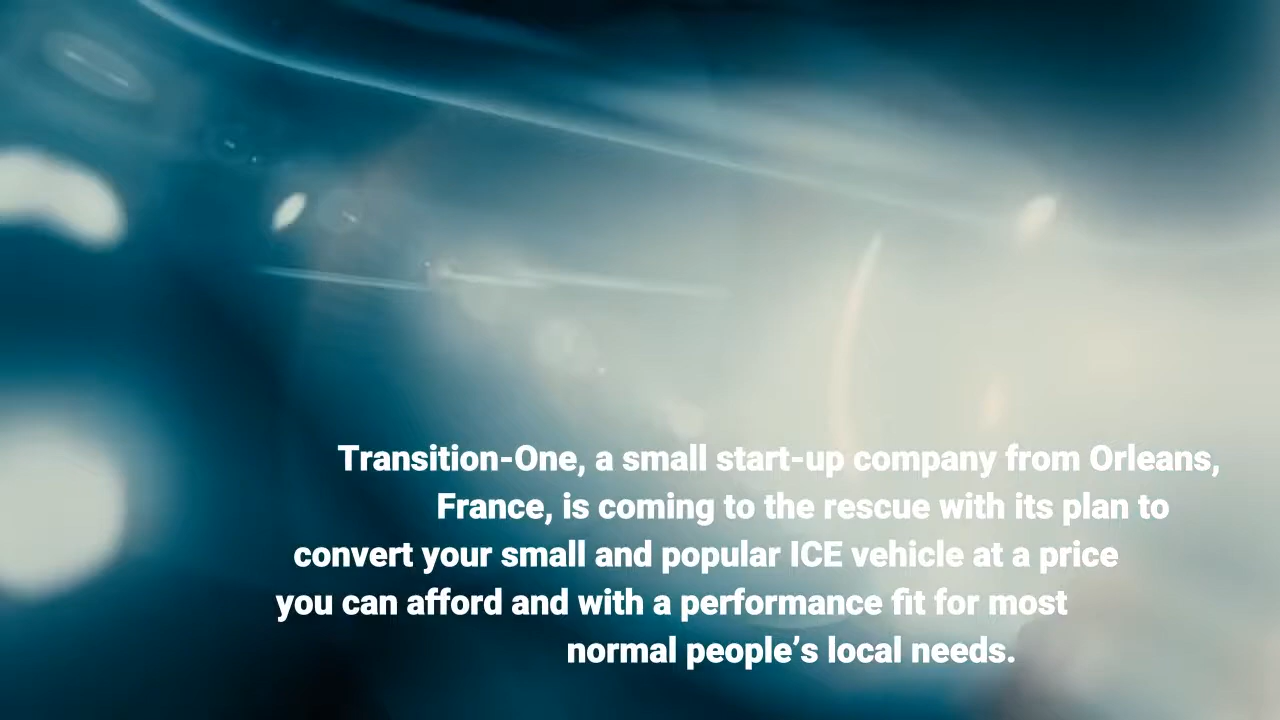 Transition-One, a small start-up company from Orleans,
France, is coming to the rescue with its plan to
convert your small and popular ICE vehicle at a price
you can afford and with a performance fit for most
normal people’s local needs.